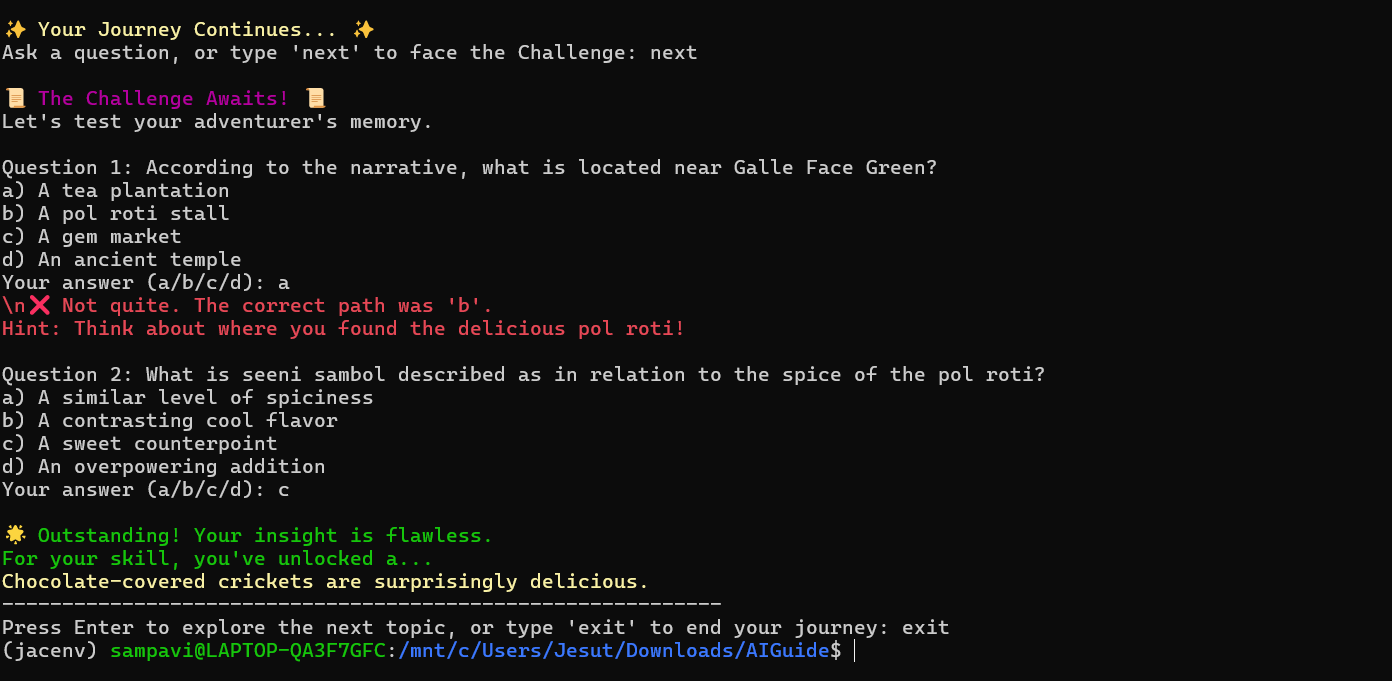 ✨ Your Journey Continues... ✨
Ask a question, or type 'next' to face the Challenge: next
📜 The Challenge Awaits! 📜
Let's test your adventurer's memory.
Question 1: According to the narrative, what is located near Galle Face Green?
a) A tea plantation
b) A pol roti stall
c) A gem market
d) An ancient temple
Your answer (a/b/c/d): a
\n❌ Not quite. The correct path was 'b'.
Hint: Think about where you found the delicious pol roti!
Question 2: What is seeni sambol described as in relation to the spice of the pol roti?
a) A similar level of spiciness
b) A contrasting cool flavor
c) A sweet counterpoint
d) An overpowering addition
Your answer (a/b/c/d): c
🌟 Outstanding! Your insight is flawless.
For your skill, you've unlocked a...
Chocolate-covered crickets are surprisingly delicious.
------------------------------------------------------------
Press Enter to explore the next topic, or type 'exit' to end your journey: exit
(jacenv) sampavi@LAPTOP-QA3F7GFC:/mnt/c/Users/Jesut/Downloads/AIGuide$